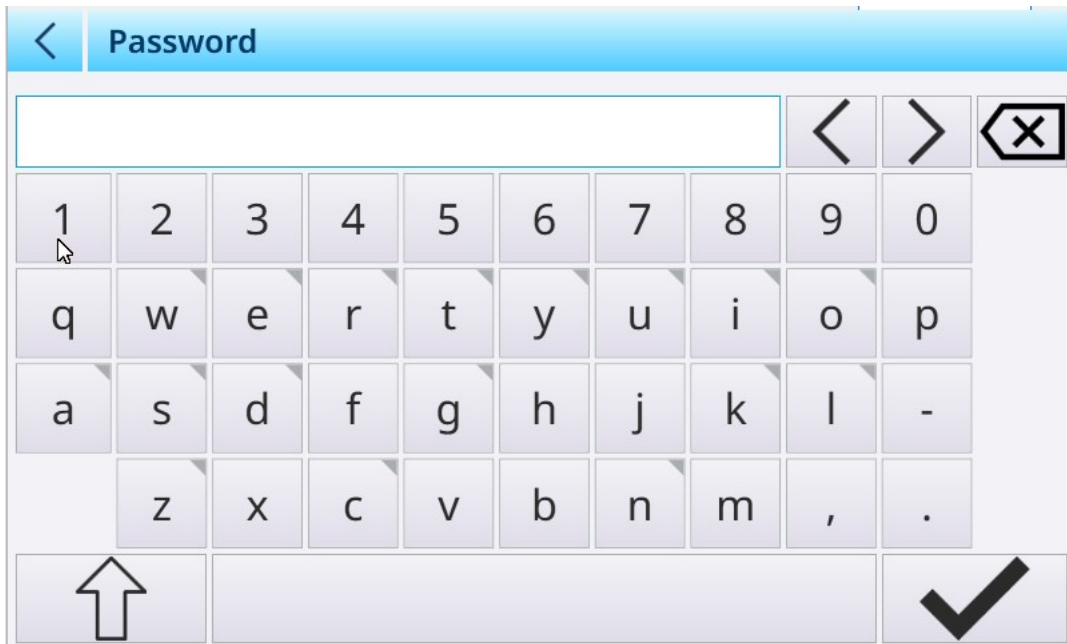 Password
1 2 3 4 5 6 7 8 9 0
q w e r t y u i o p
a s d f g h j k l -
z x c v b n m , .